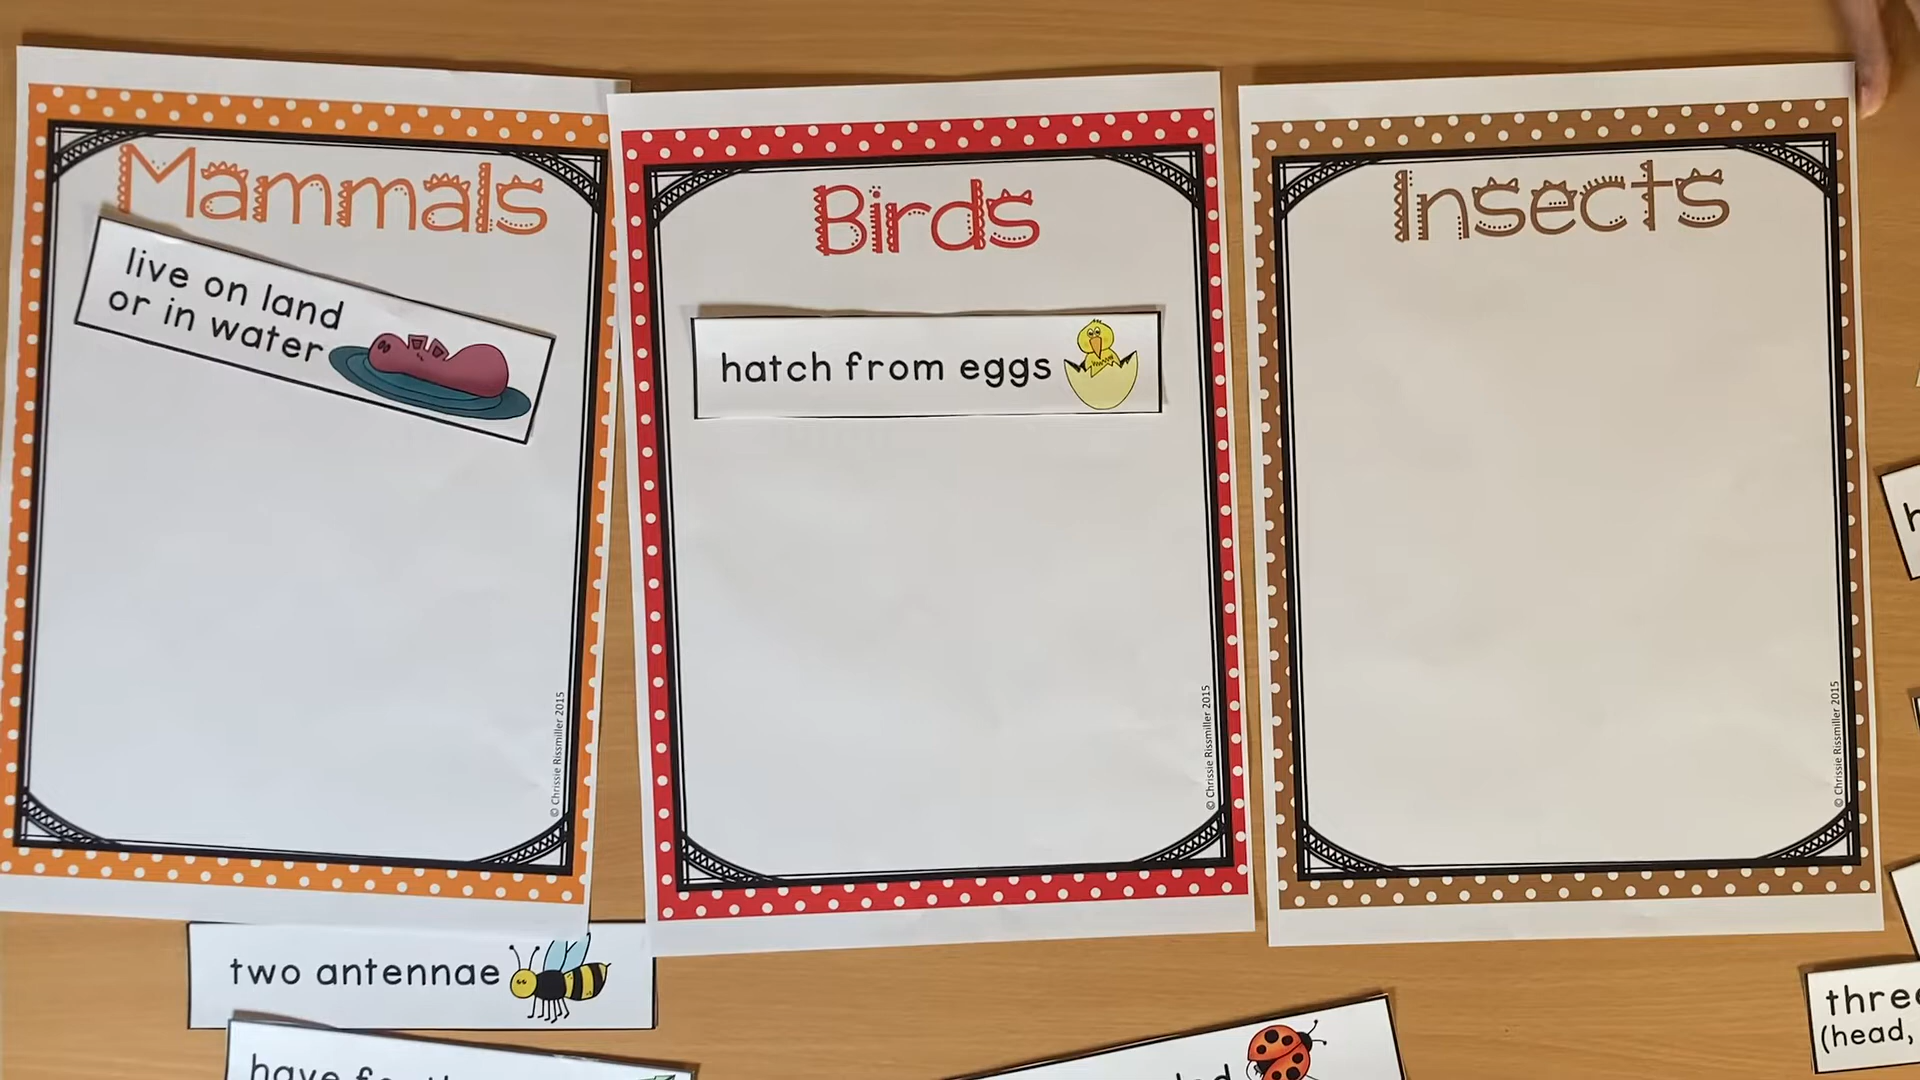 Mammals
live on land
or in water
© Chrissie Rissmiller 2015
Birds
hatch from eggs
© Chrissie Rissmiller 2015
Insects
© Chrissie Rissmiller 2015
two antennae
have
three
(head,